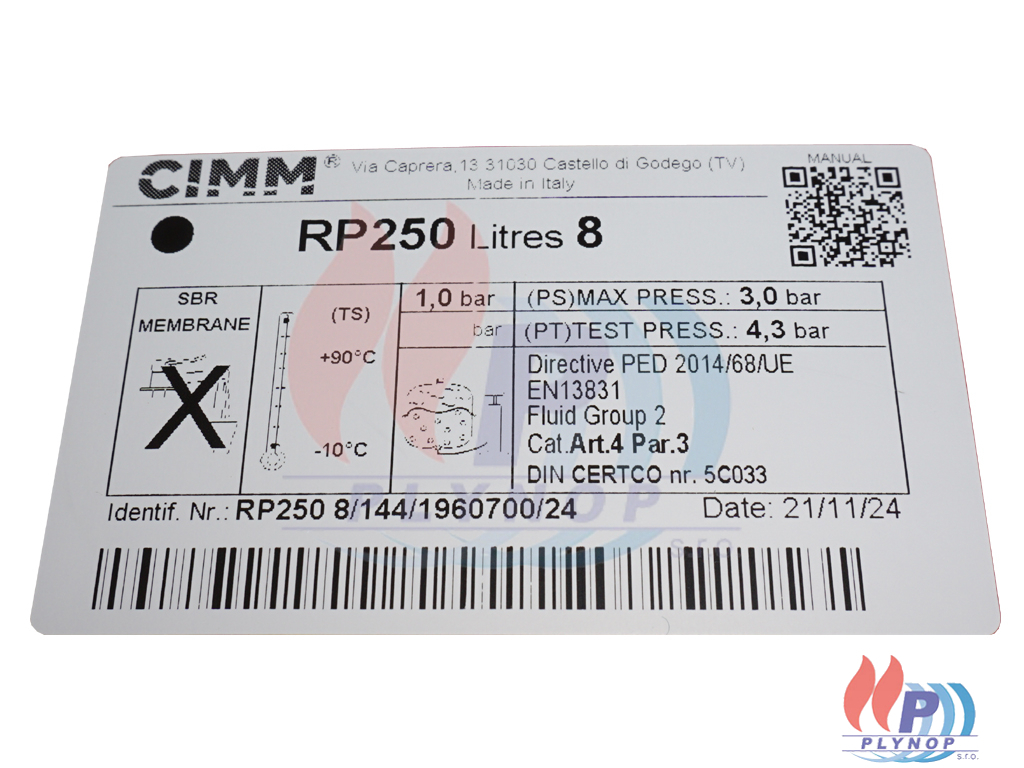 CIMM® Via Caprera,13 31030 Castello di Godego (TV)
Made in Italy
MANUAL
RP250 Litres 8
SBR
MEMBRANE
X
(TS)
+90°C
-10°C
1,0 bar
bar
(PS)MAX PRESS.: 3,0 bar
(PT)TEST PRESS.: 4,3 bar
Directive PED 2014/68/UE
EN13831
Fluid Group 2
Cat.Art.4 Par.3
DIN CERTCO nr. 5C033
Identif. Nr.: RP250 8/144/1960700/24
Date: 21/11/24
P
PLYNOP
s.r.o.
P
PLYNOP
s.r.o.